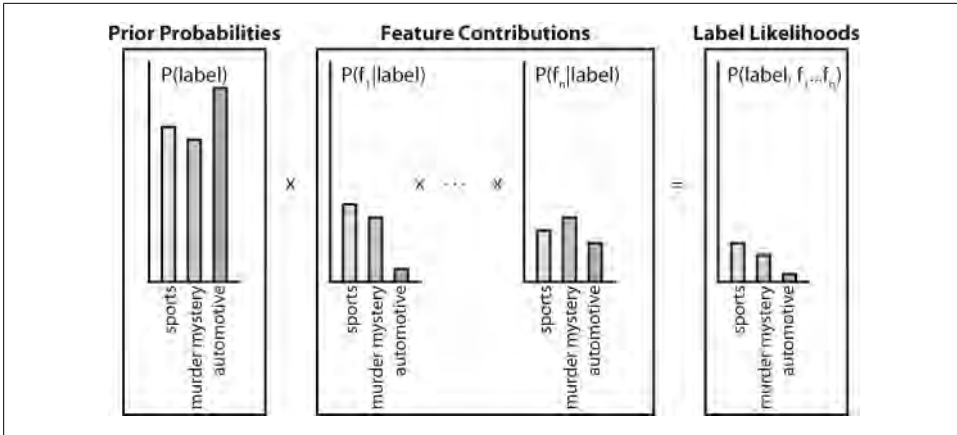 Prior Probabilities
Feature Contributions
Label Likelihoods
P(label)
P(f₁|label)
P(fₙ|label)
P(label, f₁...fₙ)
x
x ... x
=
sports
murder mystery
automotive
sports
murder mystery
automotive
sports
murder mystery
automotive
sports
murder mystery
automotive